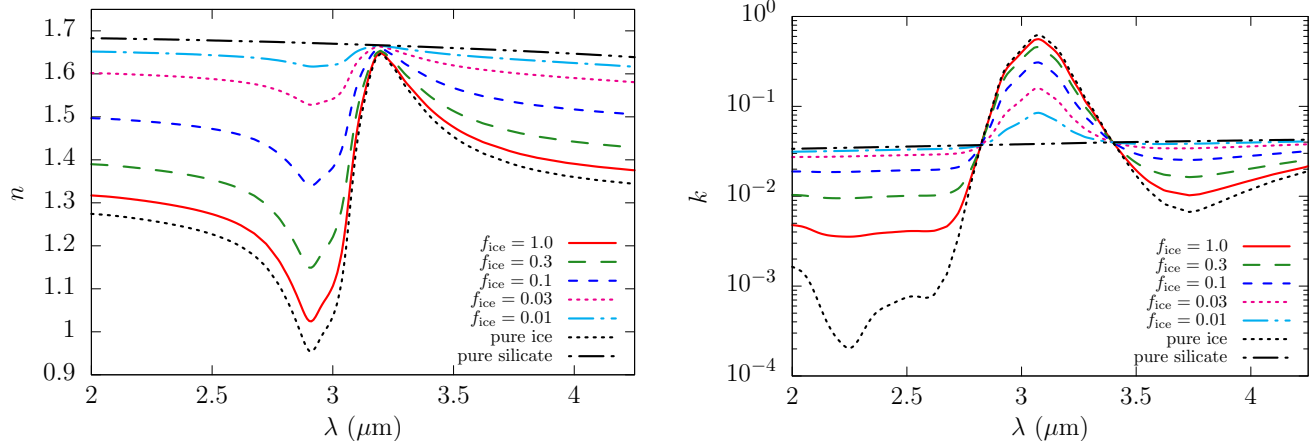 1.7
1.6
1.5
1.4
1.3
1.2
1.1
1
0.9
n
2
2.5
3
3.5
4
λ (μm)
f_ice = 1.0
f_ice = 0.3
f_ice = 0.1
f_ice = 0.03
f_ice = 0.01
pure ice
pure silicate
10^0
10^−1
10^−2
10^−3
10^−4
k
2
2.5
3
3.5
4
λ (μm)
f_ice = 1.0
f_ice = 0.3
f_ice = 0.1
f_ice = 0.03
f_ice = 0.01
pure ice
pure silicate